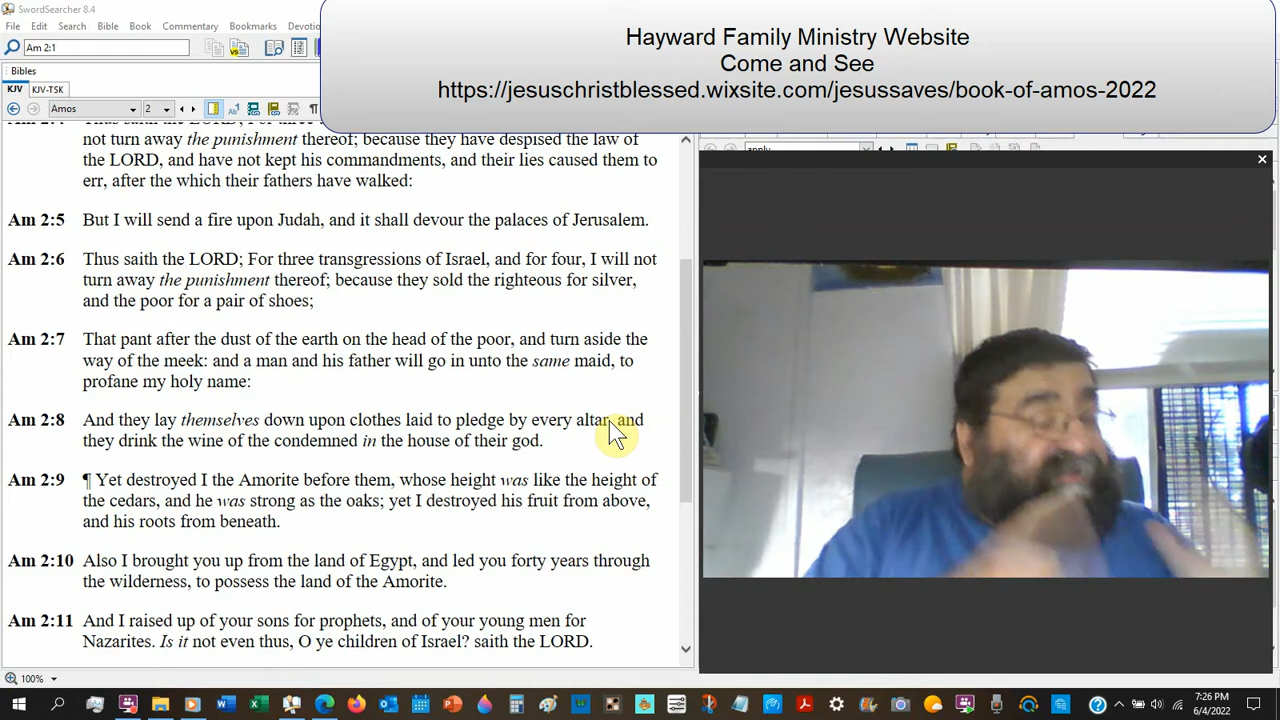 SwordSearcher 8.4
File Edit Search Bible Book Commentary Bookmarks Devotio
Hayward Family Ministry Website
Come and See
https://jesuschristblessed.wixsite.com/jesussaves/book-of-amos-2022
Am 2:1
Bibles
KJV KJV-TSK
Amos 2
apply
not turn away the punishment thereof; because they have despised the law of
the LORD, and have not kept his commandments, and their lies caused them to
err, after the which their fathers have walked:
Am 2:5 But I will send a fire upon Judah, and it shall devour the palaces of Jerusalem.
Am 2:6 Thus saith the LORD; For three transgressions of Israel, and for four, I will not
turn away the punishment thereof; because they sold the righteous for silver,
and the poor for a pair of shoes;
Am 2:7 That pant after the dust of the earth on the head of the poor, and turn aside the
way of the meek: and a man and his father will go in unto the same maid, to
profane my holy name:
Am 2:8 And they lay themselves down upon clothes laid to pledge by every altar, and
they drink the wine of the condemned in the house of their god.
Am 2:9 ¶ Yet destroyed I the Amorite before them, whose height was like the height of
the cedars, and he was strong as the oaks; yet I destroyed his fruit from above,
and his roots from beneath.
Am 2:10 Also I brought you up from the land of Egypt, and led you forty years through
the wilderness, to possess the land of the Amorite.
Am 2:11 And I raised up of your sons for prophets, and of your young men for
Nazarites. Is it not even thus, O ye children of Israel? saith the LORD.
100%
7:26 PM
6/4/2022